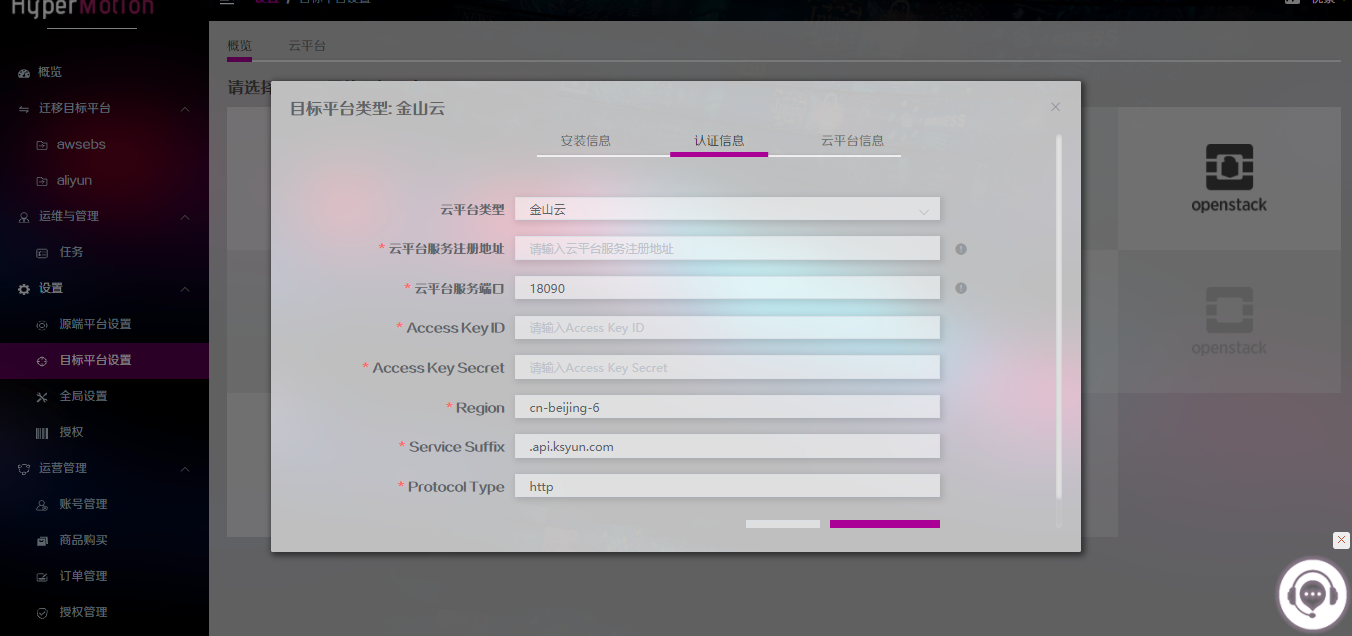 HyperMotion
设置 / 目标平台设置
概览
迁移目标平台
awsebs
aliyun
运维与管理
任务
设置
源端平台设置
目标平台设置
全局设置
授权
运营管理
账号管理
商品购买
订单管理
授权管理
概览
云平台
请选择
目标平台类型: 金山云
安装信息
认证信息
云平台信息
云平台类型
金山云
* 云平台服务注册地址
请输入云平台服务注册地址
* 云平台服务端口
18090
* Access Key ID
请输入Access Key ID
* Access Key Secret
请输入Access Key Secret
* Region
cn-beijing-6
* Service Suffix
.api.ksyun.com
* Protocol Type
http
openstack
openstack